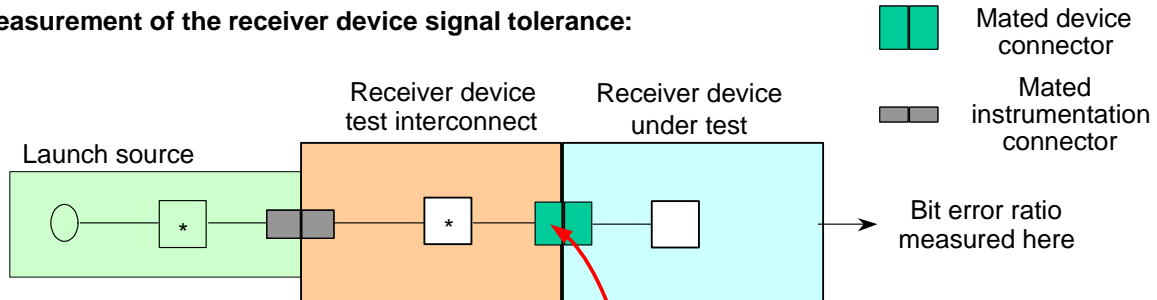 easurement of the receiver device signal tolerance:
Mated device
connector
Mated
instrumentation
connector
Receiver device
test interconnect
Receiver device
under test
Launch source
*
*
Bit error ratio
measured here